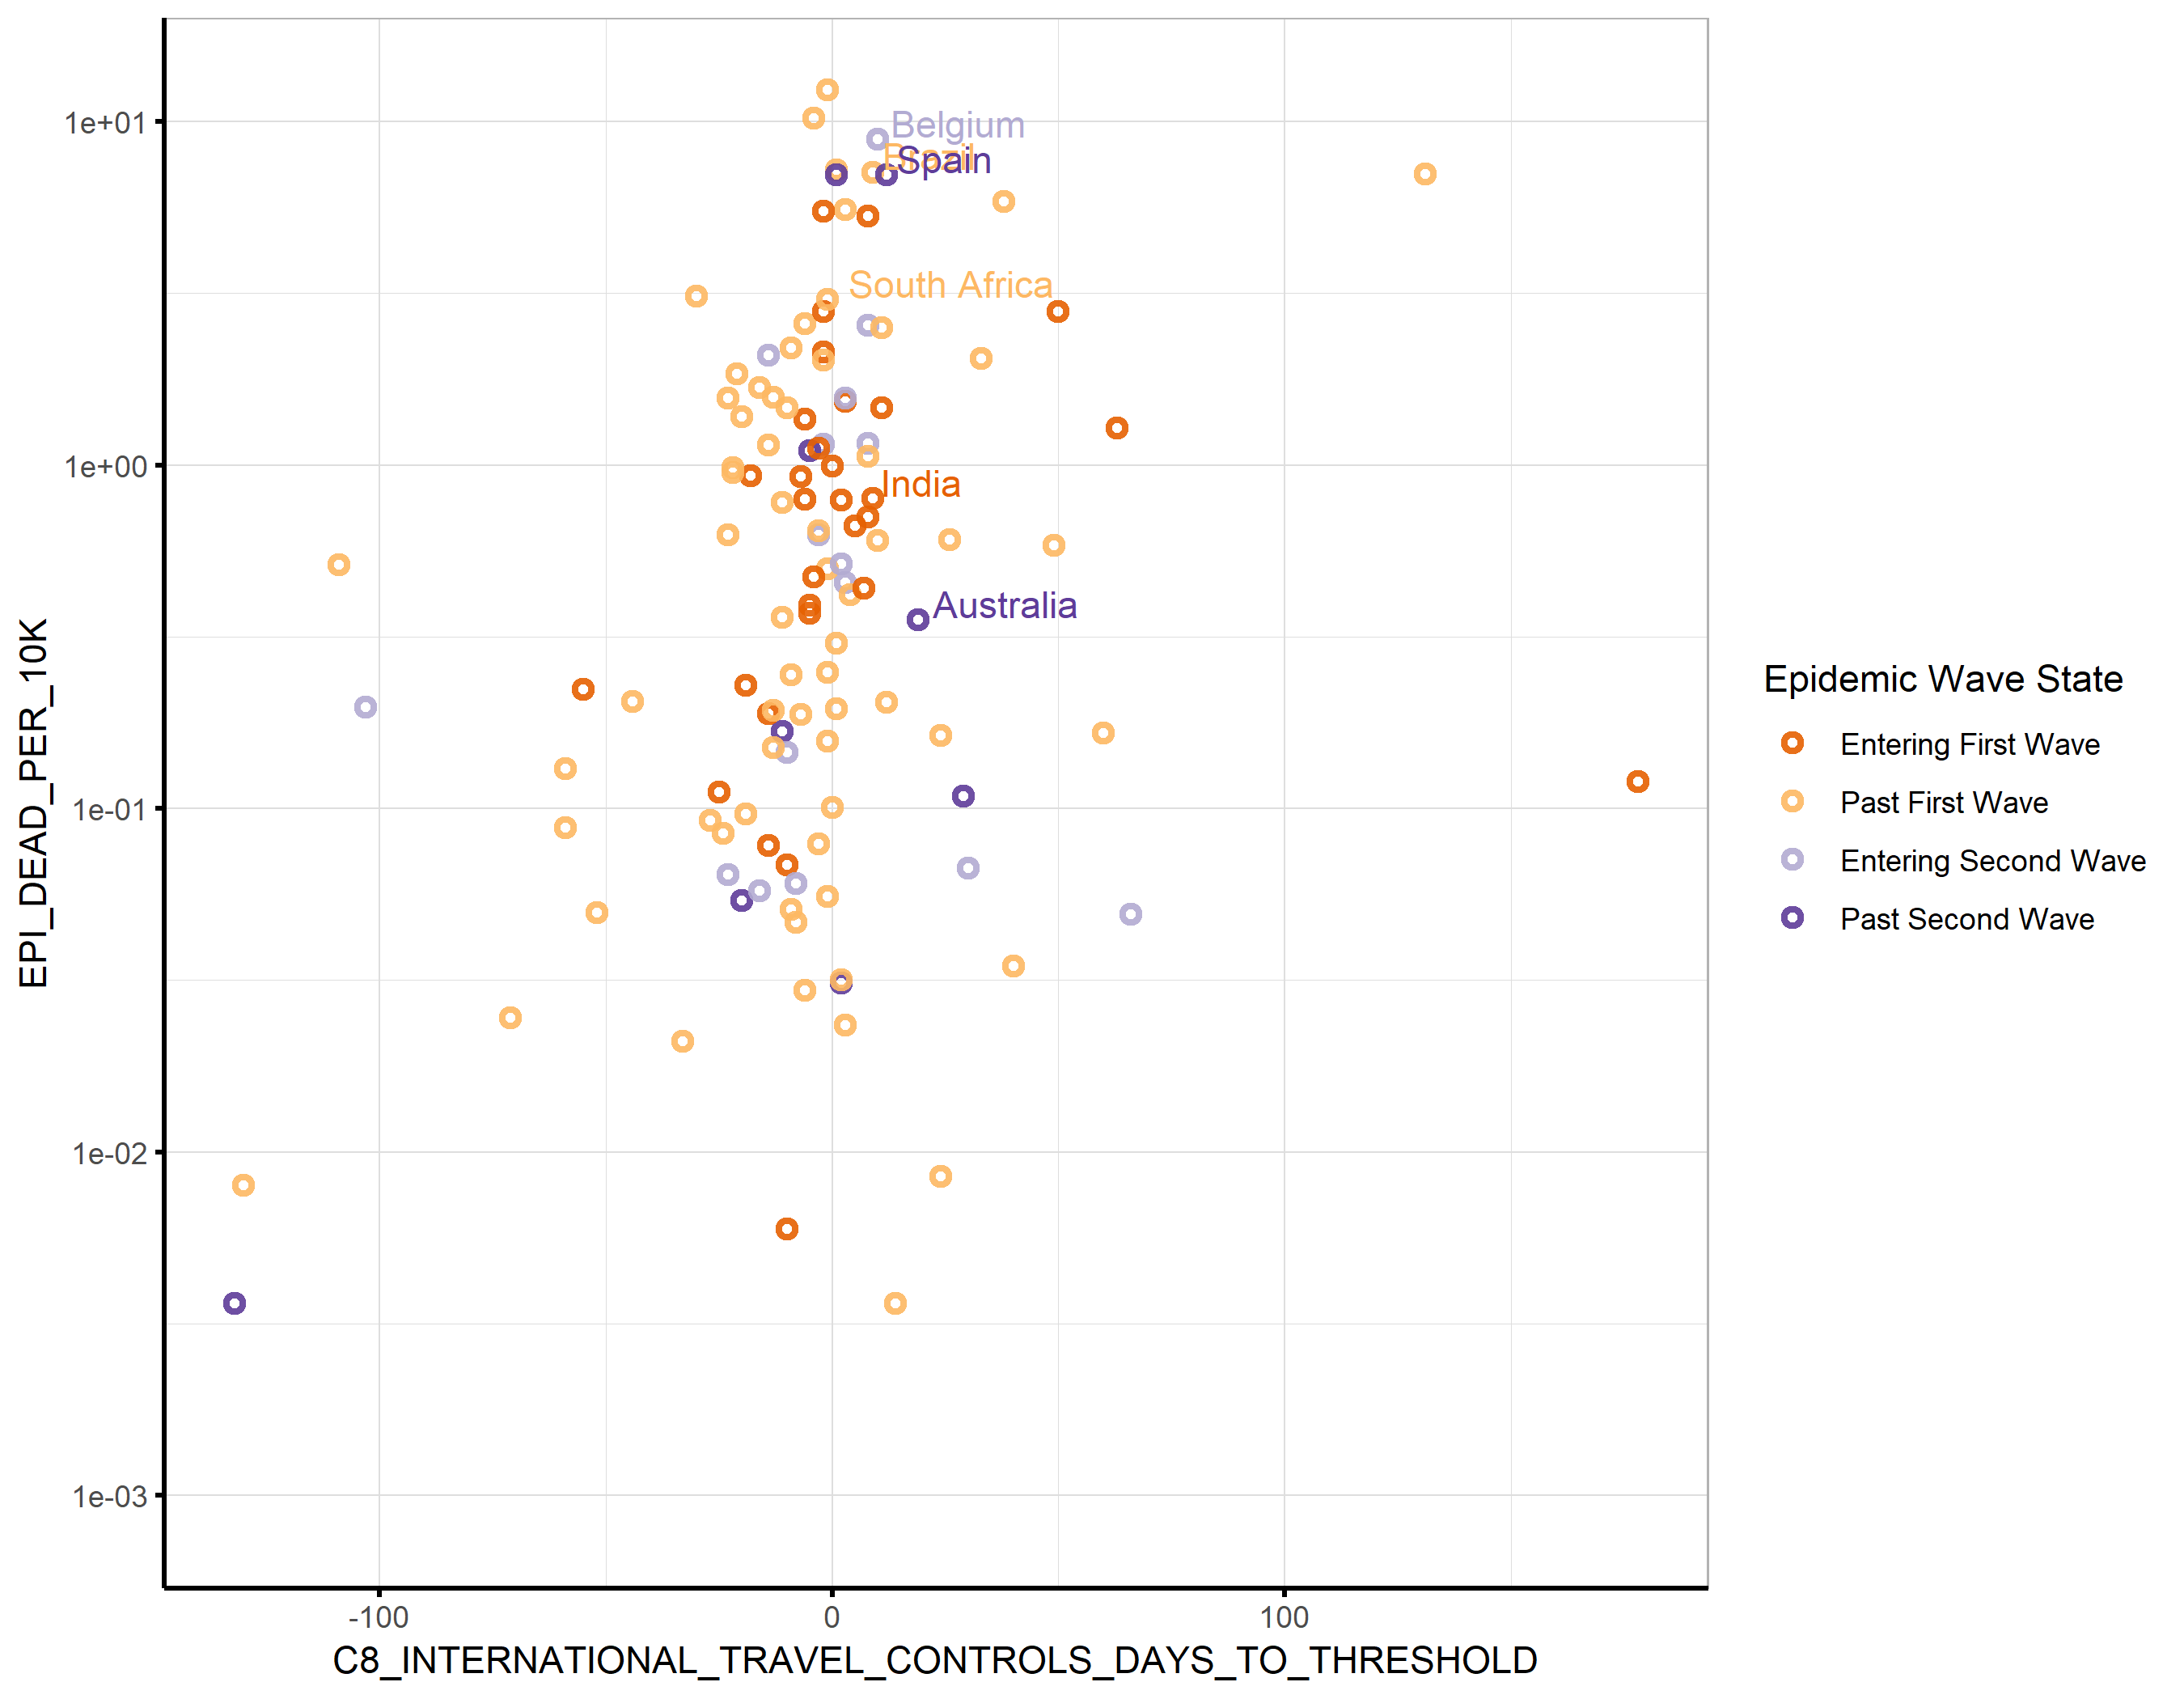 1e+01
1e+00
1e-01
1e-02
1e-03
EPI_DEAD_PER_10K
Belgium
Brazil
Spain
South Africa
India
Australia
-100
0
100
C8_INTERNATIONAL_TRAVEL_CONTROLS_DAYS_TO_THRESHOLD
Epidemic Wave State
Entering First Wave
Past First Wave
Entering Second Wave
Past Second Wave